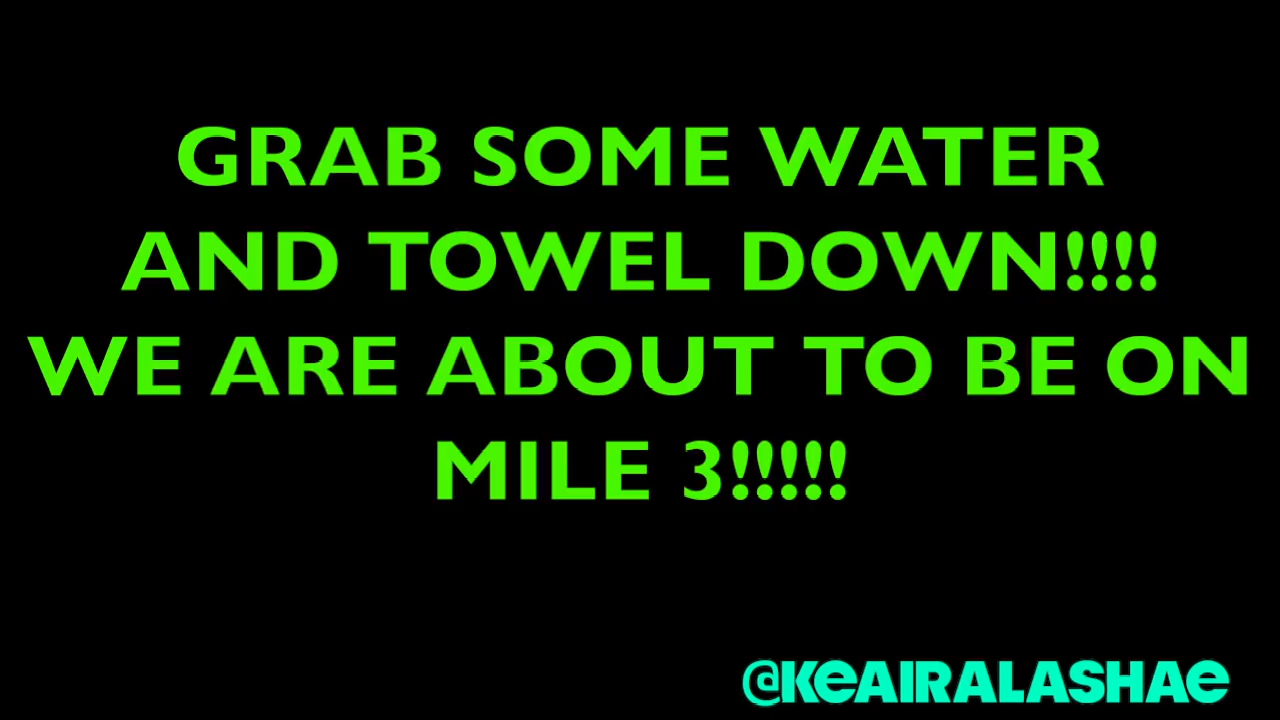 GRAB SOME WATER
AND TOWEL DOWN!!!!
WE ARE ABOUT TO BE ON
MILE 3!!!!!
@KEAIRALASHAE